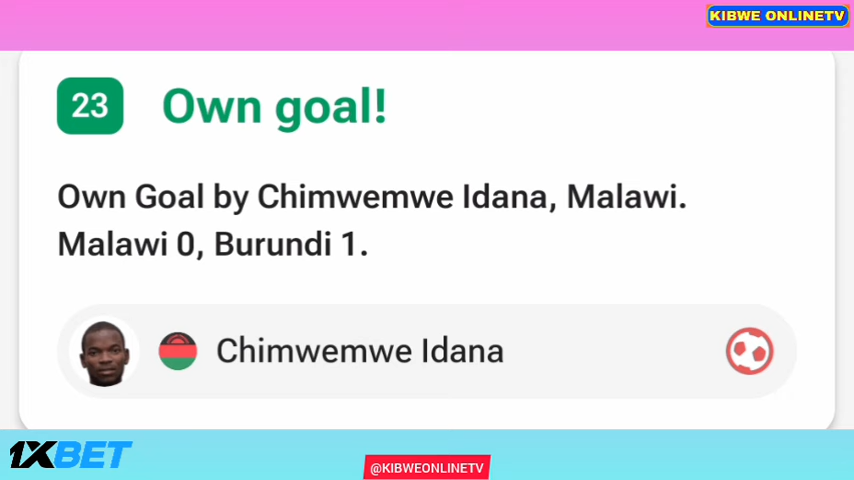 KIBWE ONLINETV
23 Own goal!
Own Goal by Chimwemwe Idana, Malawi.
Malawi 0, Burundi 1.
Chimwemwe Idana
1XBET
@KIBWEONLINETV